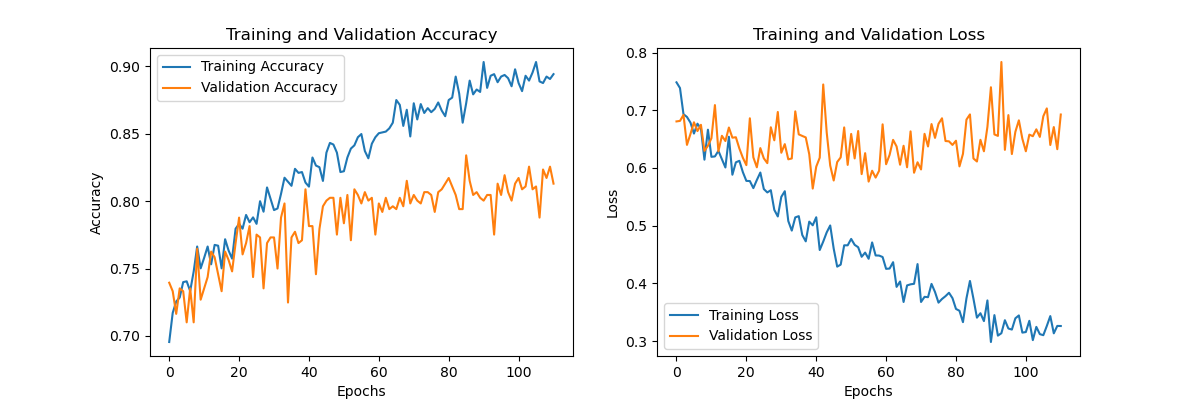 Training and Validation Accuracy
Accuracy
0.90
0.85
0.80
0.75
0.70
Training Accuracy
Validation Accuracy
0 20 40 60 80 100
Epochs
Training and Validation Loss
Loss
0.8
0.7
0.6
0.5
0.4
0.3
Training Loss
Validation Loss
0 20 40 60 80 100
Epochs